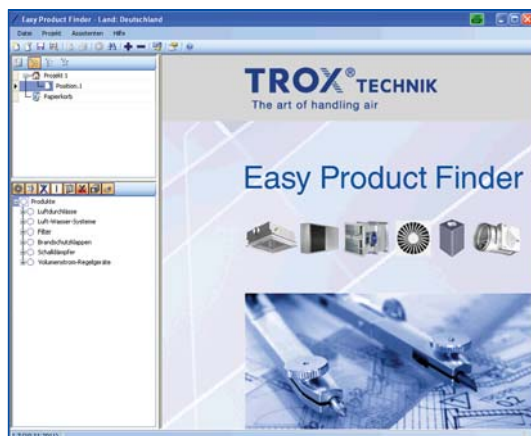 Easy Product Finder - Land: Deutschland
Datei Projekt Assistenten Hilfe
Projekt 1
Position.1
Papierkorb
TROX® TECHNIK
The art of handling air
Easy Product Finder
Produkte
Luftdurchlässe
Luft-Wasser-Systeme
Filter
Brandschutzklappen
Schalldämpfer
Volumenstrom-Regelgeräte